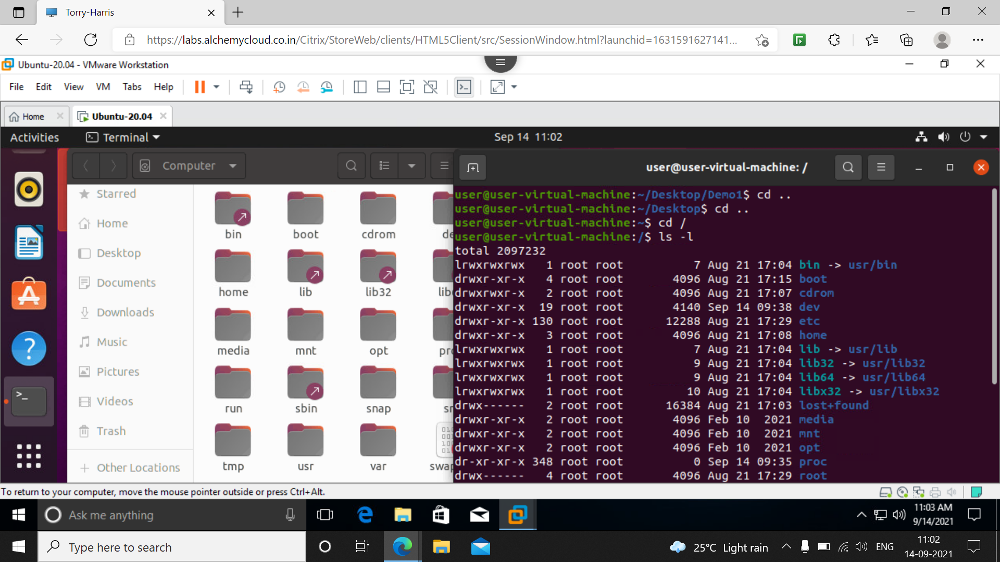 Torry-Harris
https://labs.alchemycloud.co.in/Citrix/StoreWeb/clients/HTML5Client/src/SessionWindow.html?launchid=1631591627141...
Ubuntu-20.04 - VMware Workstation
File Edit View VM Tabs Help
Home Ubuntu-20.04
Activities Terminal Sep 14 11:02
Computer
Starred
Home
Desktop
Documents
Downloads
Music
Pictures
Videos
Trash
+ Other Locations
bin boot cdrom de
home lib lib32 lib
media mnt opt pr
run sbin snap sr
tmp usr var swap
user@user-virtual-machine: /
user@user-virtual-machine:~/Desktop/Demo1$ cd ..
user@user-virtual-machine:~/Desktop$ cd ..
user@user-virtual-machine:~$ cd /
user@user-virtual-machine:/$ ls -l
total 2097232
lrwxrwxrwx 1 root root 7 Aug 21 17:04 bin -> usr/bin
drwxr-xr-x 4 root root 4096 Aug 21 17:15 boot
drwxrwxr-x 2 root root 4096 Aug 21 17:07 cdrom
drwxr-xr-x 19 root root 4140 Sep 14 09:38 dev
drwxr-xr-x 130 root root 12288 Aug 21 17:29 etc
drwxr-xr-x 3 root root 4096 Aug 21 17:08 home
lrwxrwxrwx 1 root root 7 Aug 21 17:04 lib -> usr/lib
lrwxrwxrwx 1 root root 9 Aug 21 17:04 lib32 -> usr/lib32
lrwxrwxrwx 1 root root 9 Aug 21 17:04 lib64 -> usr/lib64
lrwxrwxrwx 1 root root 10 Aug 21 17:04 libx32 -> usr/libx32
drwx------ 2 root root 16384 Aug 21 17:03 lost+found
drwxr-xr-x 2 root root 4096 Feb 10 2021 media
drwxr-xr-x 2 root root 4096 Feb 10 2021 mnt
drwxr-xr-x 2 root root 4096 Feb 10 2021 opt
dr-xr-xr-x 348 root root 0 Sep 14 09:35 proc
drwx------ 4 root root 4096 Aug 21 17:29 root
To return to your computer, move the mouse pointer outside or press Ctrl+Alt.
Ask me anything
11:03 AM
9/14/2021
Type here to search
25°C Light rain
ENG
11:02
14-09-2021